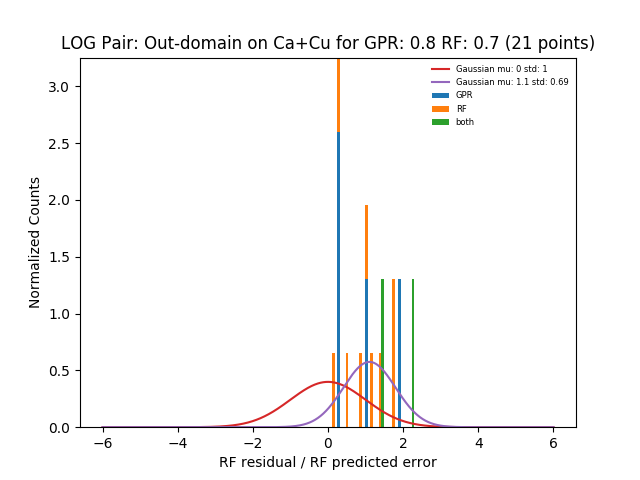 LOG Pair: Out-domain on Ca+Cu for GPR: 0.8 RF: 0.7 (21 points)
Gaussian mu: 0 std: 1
Gaussian mu: 1.1 std: 0.69
GPR
RF
both
Normalized Counts
3.0
2.5
2.0
1.5
1.0
0.5
0.0
−6 −4 −2 0 2 4 6
RF residual / RF predicted error